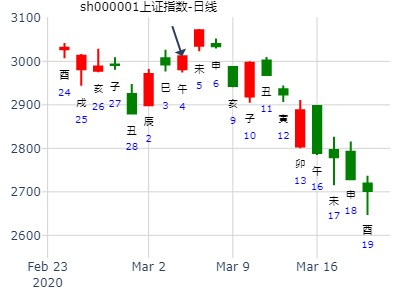 sh000001上证指数-日线
3100
3000
2900
2800
2700
2600
酉
24
戌
25
亥
26
子
27
丑
28
辰
2
巳
3
午
4
未
5
申
6
亥
9
子
10
丑
11
寅
12
卯
13
午
16
未
17
申
18
酉
19
Feb 23
2020
Mar 2
Mar 9
Mar 16